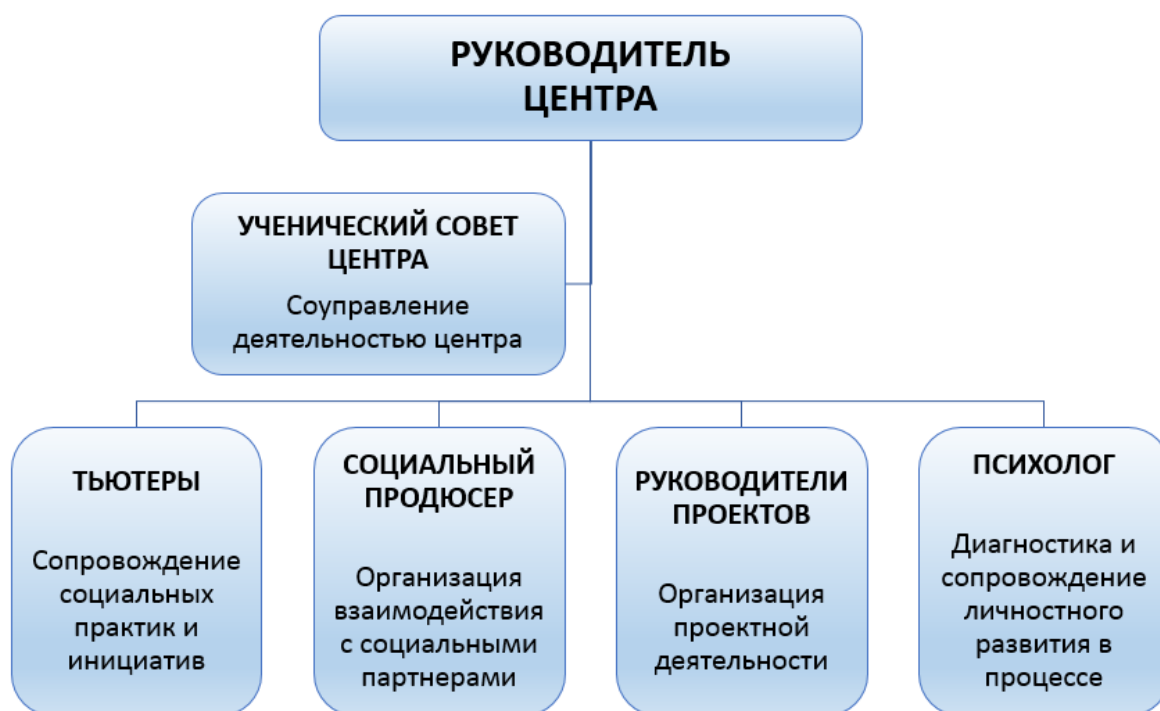 РУКОВОДИТЕЛЬ
ЦЕНТРА
УЧЕНИЧЕСКИЙ СОВЕТ
ЦЕНТРА
Соуправление
деятельностью центра
ТЬЮТЕРЫ
Сопровождение
социальных
практик и
инициатив
СОЦИАЛЬНЫЙ
ПРОДЮСЕР
Организация
взаимодействия
с социальными
партнерами
РУКОВОДИТЕЛИ
ПРОЕКТОВ
Организация
проектной
деятельности
ПСИХОЛОГ
Диагностика и
сопровождение
личностного
развития в
процессе